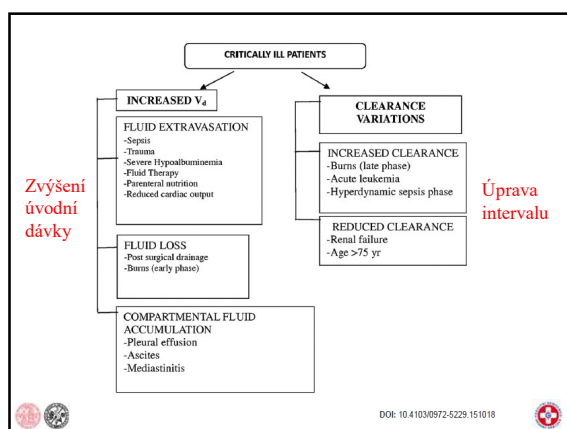 CRITICALLY ILL PATIENTS
INCREASED Vd
FLUID EXTRAVASATION
-Sepsis
-Trauma
-Severe Hypoalbuminemia
-Fluid Therapy
-Parenteral nutrition
-Reduced cardiac output
Zvýšení
úvodní
dávky
FLUID LOSS
-Post surgical drainage
-Burns (early phase)
COMPARTMENTAL FLUID
ACCUMULATION
-Pleural effusion
-Ascites
-Mediastinitis
CLEARANCE
VARIATIONS
INCREASED CLEARANCE
-Burns (late phase)
-Acute leukemia
-Hyperdynamic sepsis phase
REDUCED CLEARANCE
-Renal failure
-Age >75 yr
Úprava
intervalu
DOI: 10.4103/0972-5229.151018